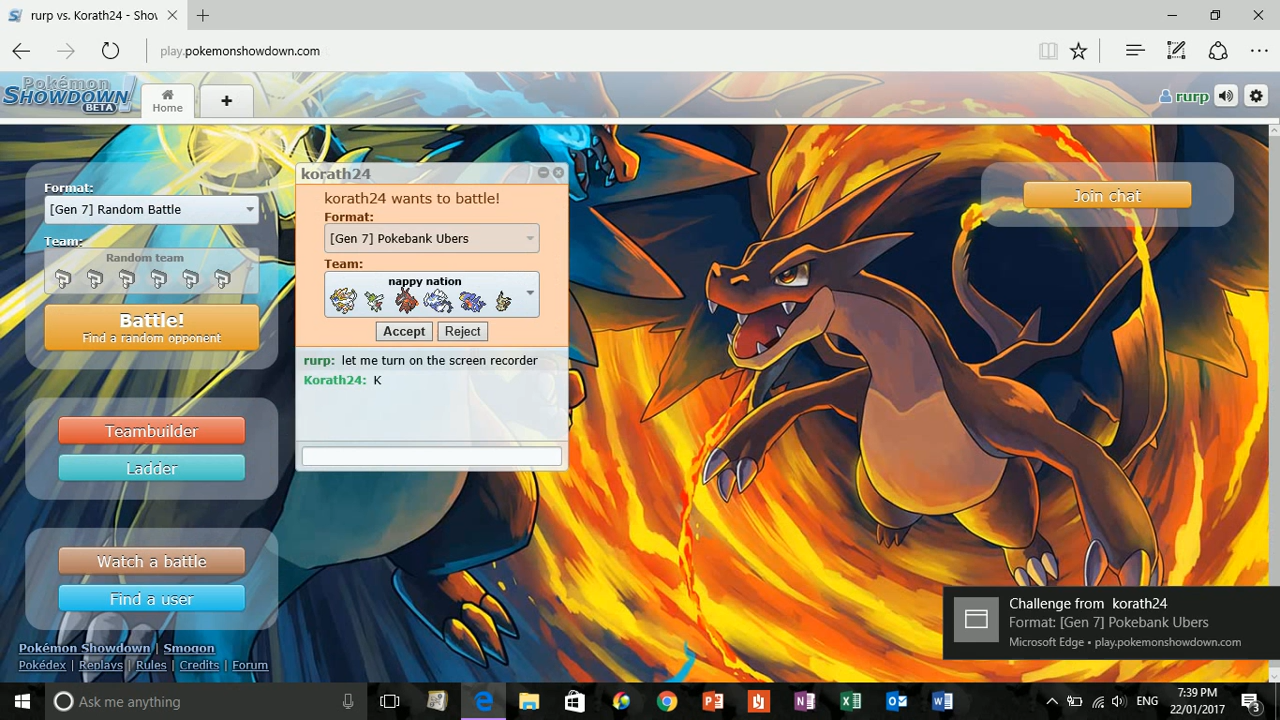 rurp vs. Korath24 - Show
play.pokemonshowdown.com
Pokémon
SHOWDOWN
BETA
Home
+
rurp
Format:
[Gen 7] Random Battle
Team:
Random team
Battle!
Find a random opponent
Teambuilder
Ladder
Watch a battle
Find a user
Pokémon Showdown | Smogon
Pokédex | Replays | Rules | Credits | Forum
korath24
korath24 wants to battle!
Format:
[Gen 7] Pokebank Ubers
Team:
nappy nation
Accept Reject
rurp: let me turn on the screen recorder
Korath24: K
Join chat
Challenge from korath24
Format: [Gen 7] Pokebank Ubers
Microsoft Edge • play.pokemonshowdown.com
Ask me anything
ENG
7:39 PM
22/01/2017
3